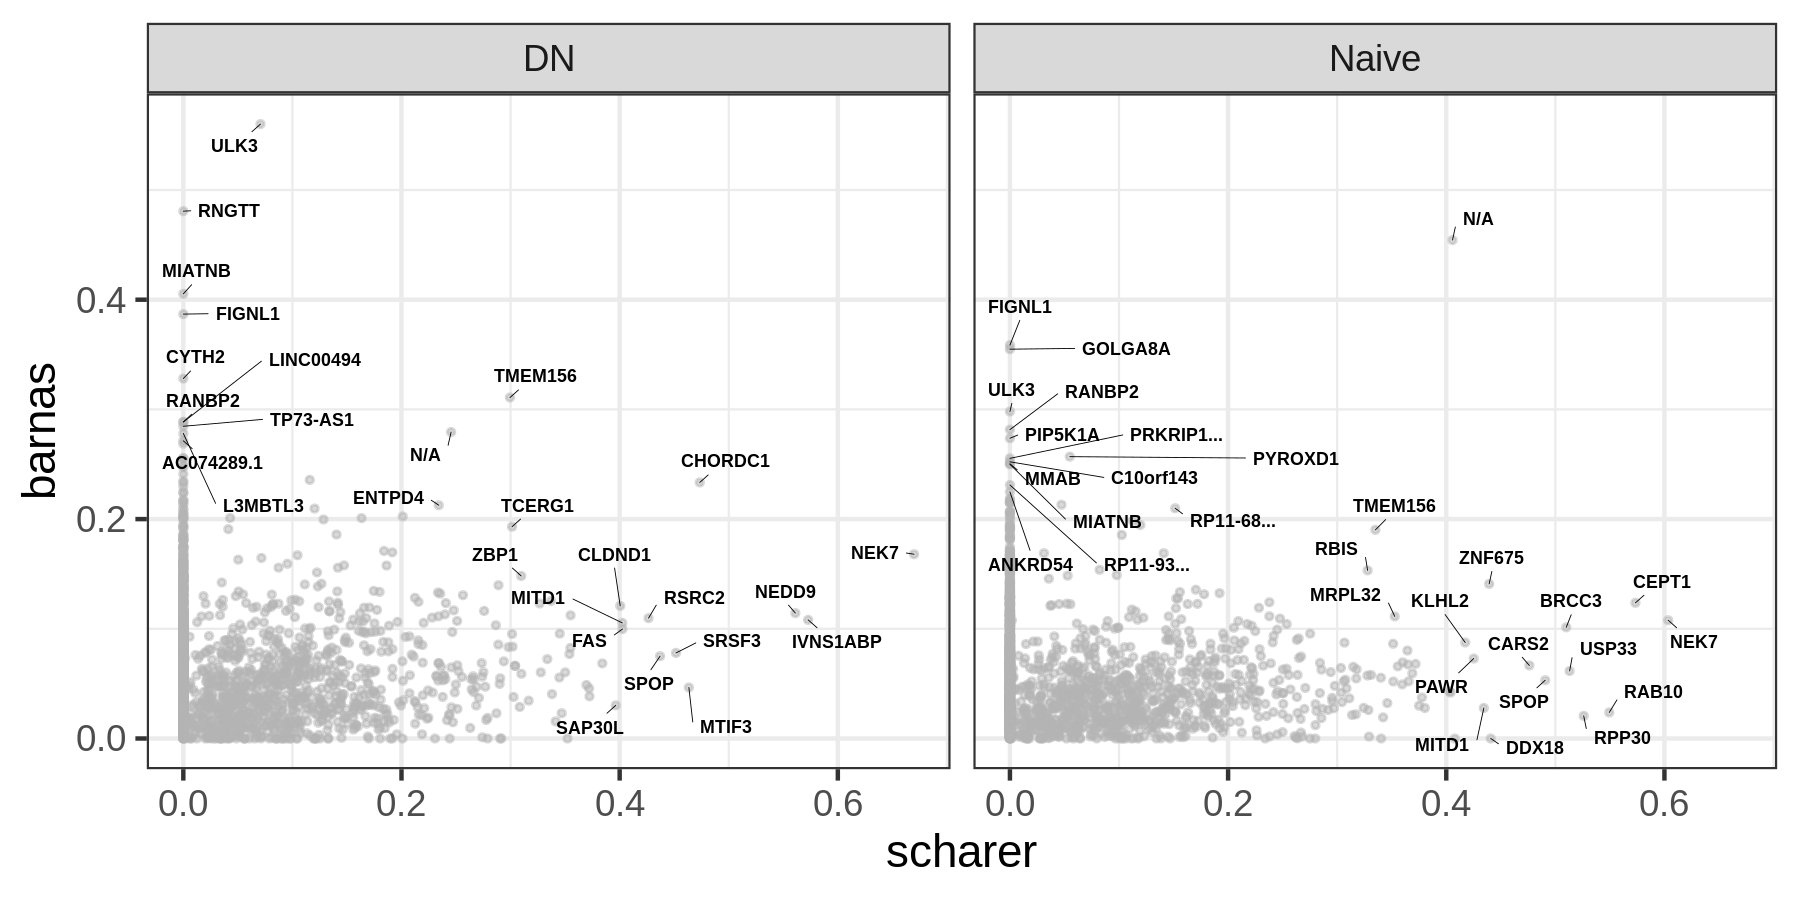 DN
Naive
ULK3
RNGTT
MIATNB
FIGNL1
CYTH2
LINC00494
TMEM156
RANBP2
TP73-AS1
N/A
AC074289.1
CHORDC1
ENTPD4
L3MBTL3
TCERG1
ZBP1
CLDND1
NEK7
MITD1
RSRC2
NEDD9
FAS
SRSF3
IVNS1ABP
SPOP
SAP30L
MTIF3
N/A
FIGNL1
GOLGA8A
ULK3
RANBP2
PIP5K1A
PRKRIP1...
PYROXD1
MMAB
C10orf143
MIATNB
RP11-68...
TMEM156
RBIS
ZNF675
ANKRD54
RP11-93...
MRPL32
KLHL2
BRCC3
CEPT1
CARS2
USP33
NEK7
PAWR
SPOP
RAB10
MITD1
DDX18
RPP30
0.4
0.2
0.0
barnas
0.0 0.2 0.4 0.6
0.0 0.2 0.4 0.6
scharer